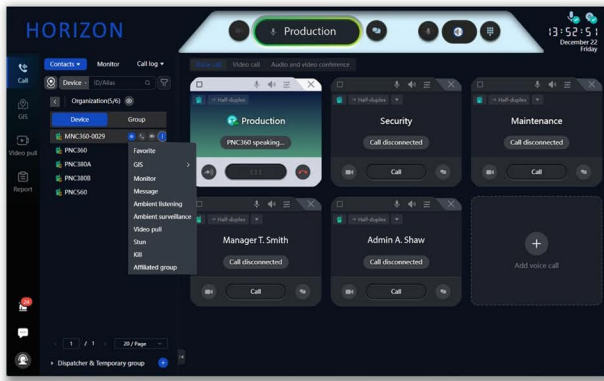 HORIZON
Production
13:52:51
December 22
Friday
Call
GIS
Video pull
Report
24
Contacts
Monitor
Call log
Device
ID/Alias
Organization(5/6)
Device
Group
MNC360-0029
PNC360
PNC380A
PNC380B
PNC560
Favorite
GIS
Monitor
Message
Ambient listening
Ambient surveillance
Video pull
Stun
Kill
Affiliated group
1 / 1
20 / Page
Dispatcher & Temporary group
Voice call
Video call
Audio and video conference
Half-duplex
Production
PNC360 speaking...
Half-duplex
Security
Call disconnected
Call
Half-duplex
Maintenance
Call disconnected
Call
Half-duplex
Manager T. Smith
Call disconnected
Call
Half-duplex
Admin A. Shaw
Call disconnected
Call
Add voice call